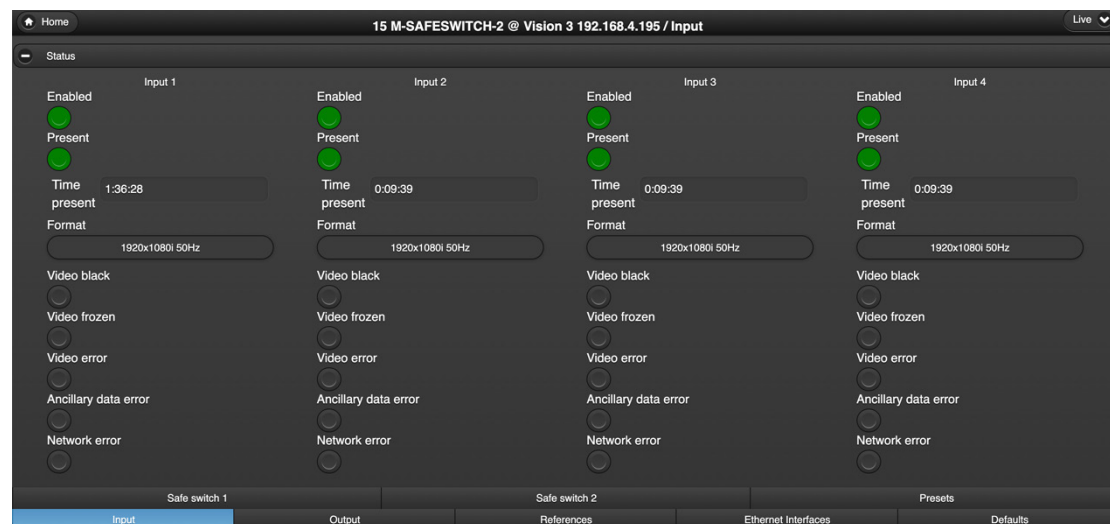 Home
15 M-SAFESWITCH-2 @ Vision 3 192.168.4.195 / Input
Live
Status
Input 1 Input 2 Input 3 Input 4
Enabled Enabled Enabled Enabled
Present Present Present Present
Time present 1:36:28 Time present 0:09:39 Time present 0:09:39 Time present 0:09:39
Format Format Format Format
1920x1080i 50Hz 1920x1080i 50Hz 1920x1080i 50Hz 1920x1080i 50Hz
Video black Video black Video black Video black
Video frozen Video frozen Video frozen Video frozen
Video error Video error Video error Video error
Ancillary data error Ancillary data error Ancillary data error Ancillary data error
Network error Network error Network error Network error
Safe switch 1 Safe switch 2 Presets
Input Output References Ethernet Interfaces Defaults